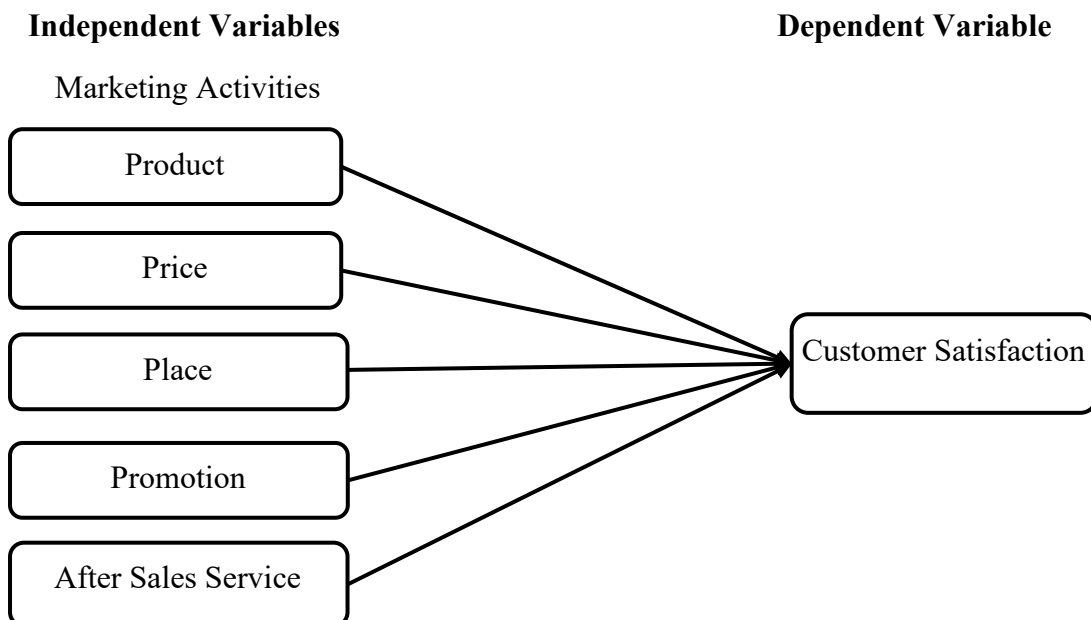 Independent Variables
Dependent Variable
Marketing Activities
Product
Price
Place
Promotion
After Sales Service
Customer Satisfaction